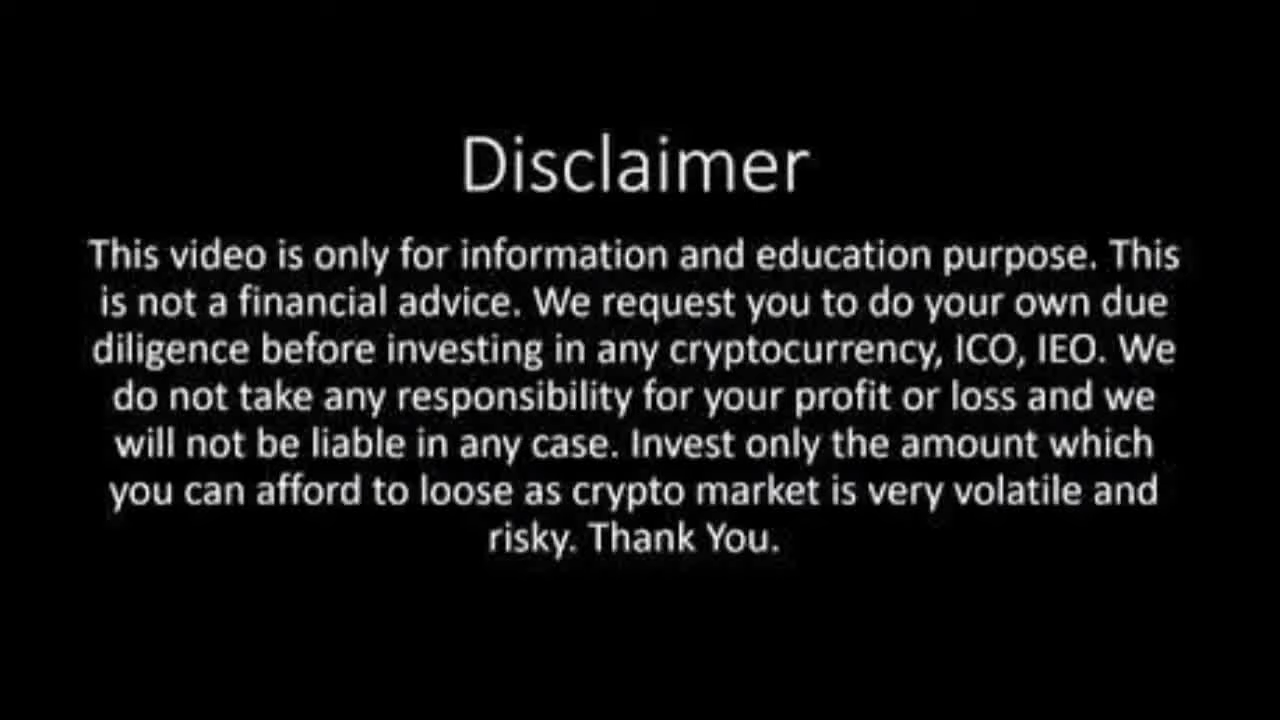 Disclaimer
This video is only for information and education purpose. This
is not a financial advice. We request you to do your own due
diligence before investing in any cryptocurrency, ICO, IEO. We
do not take any responsibility for your profit or loss and we
will not be liable in any case. Invest only the amount which
you can afford to loose as crypto market is very volatile and
risky. Thank You.